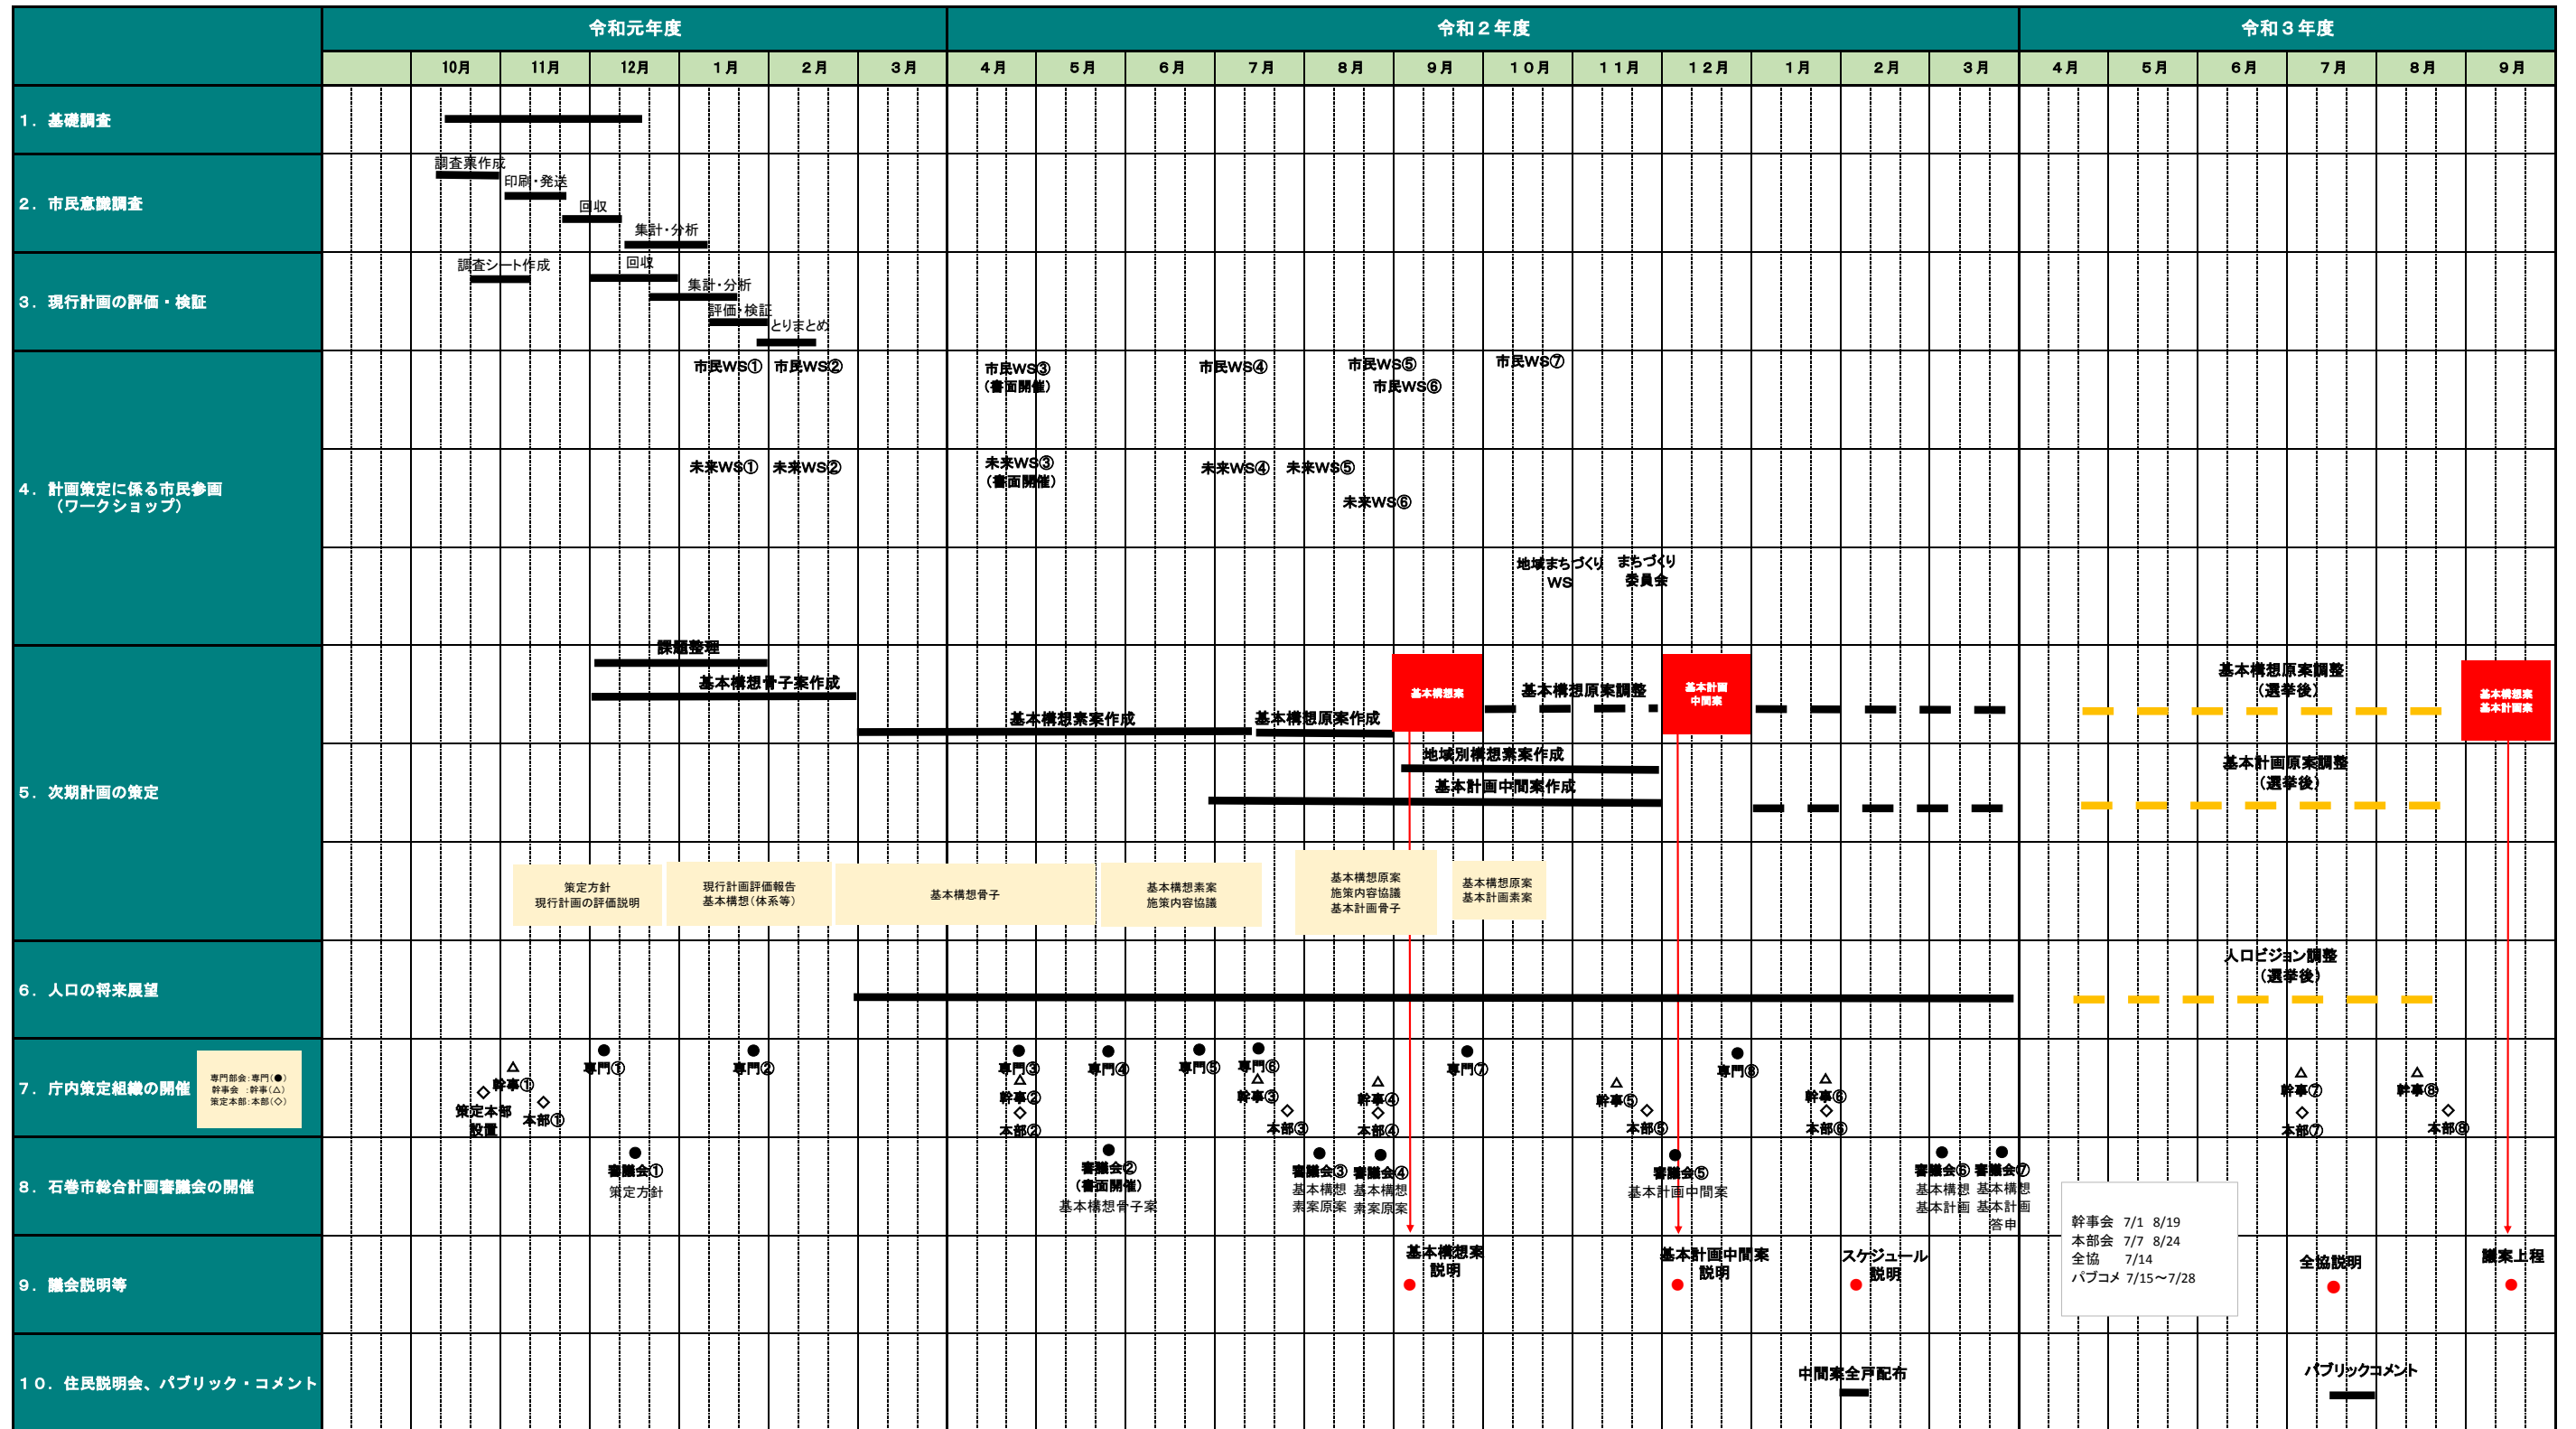 令和元年度
令和２年度
令和３年度
10月 11月 12月 １月 ２月 ３月 ４月 ５月 ６月 ７月 ８月 ９月 １０月 １１月 １２月 １月 ２月 ３月 ４月 ５月 ６月 ７月 ８月 ９月
１．基礎調査
２．市民意識調査
調査票作成
印刷・発送
回収
集計・分析
３．現行計画の評価・検証
調査シート作成
回収
集計・分析
評価・検証
とりまとめ
４．計画策定に係る市民参画
（ワークショップ）
市民WS① 市民WS②
市民WS③
（書面開催）
市民WS④
市民WS⑤
市民WS⑥
市民WS⑦
未来WS① 未来WS②
未来WS③
（書面開催）
未来WS④ 未来WS⑤
未来WS⑥
地域まちづくり
WS
まちづくり
委員会
５．次期計画の策定
課題整理
基本構想骨子案作成
基本構想素案作成
基本構想原案作成
基本構想案
基本構想原案調整
基本計画
中間案
基本構想原案調整
（選挙後）
基本構想案
基本計画案
地域別構想素案作成
基本計画中間案作成
基本計画原案調整
（選挙後）
策定方針
現行計画の評価説明
現行計画評価報告
基本構想（体系等）
基本構想骨子
基本構想素案
施策内容協議
基本構想原案
施策内容協議
基本計画骨子
基本構想原案
基本計画素案
６．人口の将来展望
人口ビジョン調整
（選挙後）
７．庁内策定組織の開催
専門部会：専門（●）
幹事会 ：幹事（△）
策定本部：本部（◇）
策定本部
設置
幹事①
本部①
専門①
専門②
専門③
幹事②
本部②
専門④
専門⑤
専門⑥
幹事③
本部③
幹事④
本部④
専門⑦
幹事⑤
本部⑤
専門⑧
幹事⑥
本部⑥
幹事⑦
本部⑦
幹事⑧
本部⑧
８．石巻市総合計画審議会の開催
審議会①
策定方針
審議会②
（書面開催）
基本構想骨子案
審議会③
基本構想
素案原案
審議会④
基本構想
素案原案
審議会⑤
基本計画中間案
審議会⑥
基本構想
基本計画
審議会⑦
基本構想
基本計画
答申
幹事会 7/1 8/19
本部会 7/7 8/24
全協 7/14
パブコメ 7/15～7/28
９．議会説明等
基本構想案
説明
基本計画中間案
説明
スケジュール
説明
全協説明
議案上程
１０．住民説明会、パブリック・コメント
中間案全戸配布
パブリックコメント